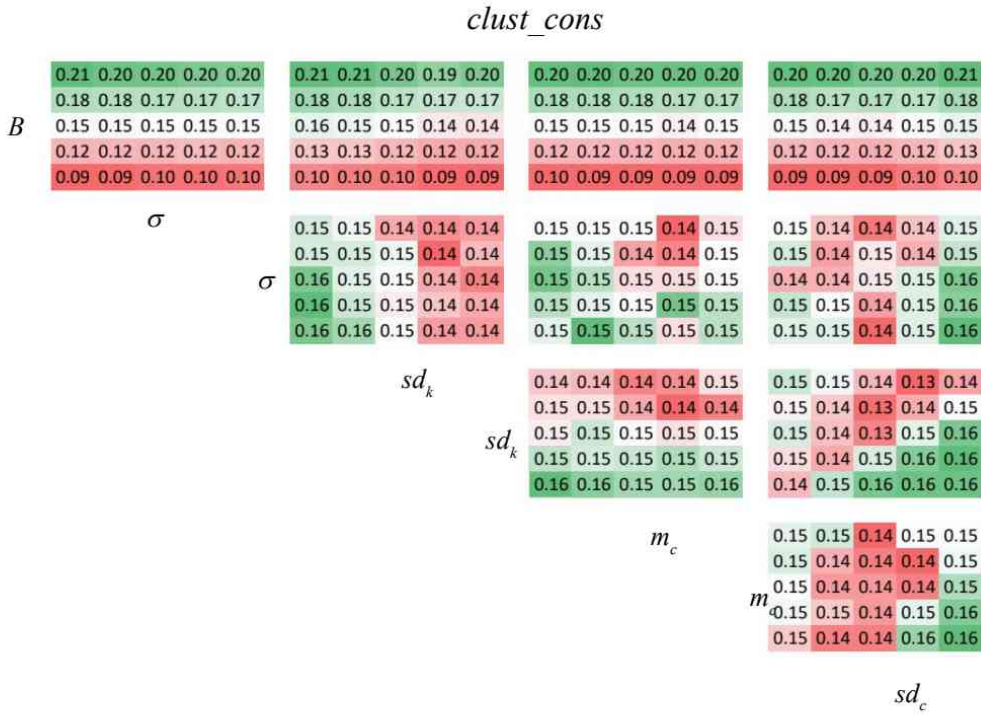 clust_cons
0.21 0.20 0.20 0.20 0.20 0.21 0.21 0.20 0.19 0.20 0.20 0.20 0.20 0.20 0.20 0.20 0.20 0.20 0.20 0.21
0.18 0.18 0.17 0.17 0.17 0.18 0.18 0.17 0.17 0.17 0.18 0.18 0.18 0.17 0.17 0.18 0.17 0.17 0.17 0.18
B 0.15 0.15 0.15 0.15 0.15 0.16 0.15 0.15 0.14 0.14 0.15 0.15 0.15 0.14 0.15 0.15 0.14 0.14 0.15 0.15
0.12 0.12 0.12 0.12 0.12 0.13 0.13 0.12 0.12 0.12 0.12 0.12 0.12 0.12 0.12 0.12 0.12 0.12 0.12 0.13
0.09 0.09 0.10 0.10 0.10 0.10 0.10 0.10 0.09 0.09 0.10 0.09 0.09 0.09 0.09 0.09 0.09 0.09 0.10 0.10
σ 0.15 0.15 0.14 0.14 0.14 0.15 0.15 0.15 0.14 0.15 0.15 0.14 0.14 0.14 0.15
0.15 0.15 0.15 0.14 0.14 0.15 0.15 0.14 0.14 0.15 0.15 0.14 0.15 0.14 0.15
σ 0.16 0.15 0.15 0.14 0.14 0.15 0.15 0.15 0.15 0.15 0.14 0.14 0.15 0.15 0.16
0.16 0.15 0.15 0.14 0.14 0.15 0.15 0.15 0.15 0.15 0.15 0.15 0.14 0.15 0.16
0.16 0.16 0.15 0.14 0.14 0.15 0.15 0.15 0.15 0.15 0.15 0.15 0.14 0.15 0.16
sd_k 0.14 0.14 0.14 0.14 0.15 0.15 0.15 0.14 0.13 0.14
0.15 0.15 0.14 0.14 0.14 0.15 0.14 0.13 0.14 0.15
sd_k 0.15 0.15 0.15 0.15 0.15 0.15 0.14 0.13 0.15 0.16
0.15 0.15 0.15 0.15 0.15 0.15 0.14 0.15 0.16 0.16
0.16 0.16 0.15 0.15 0.16 0.14 0.15 0.16 0.16 0.16
m_c 0.15 0.15 0.14 0.15 0.15
0.15 0.14 0.14 0.14 0.15
m_c 0.15 0.14 0.14 0.14 0.15
0.15 0.15 0.14 0.15 0.16
0.15 0.14 0.14 0.16 0.16
sd_c